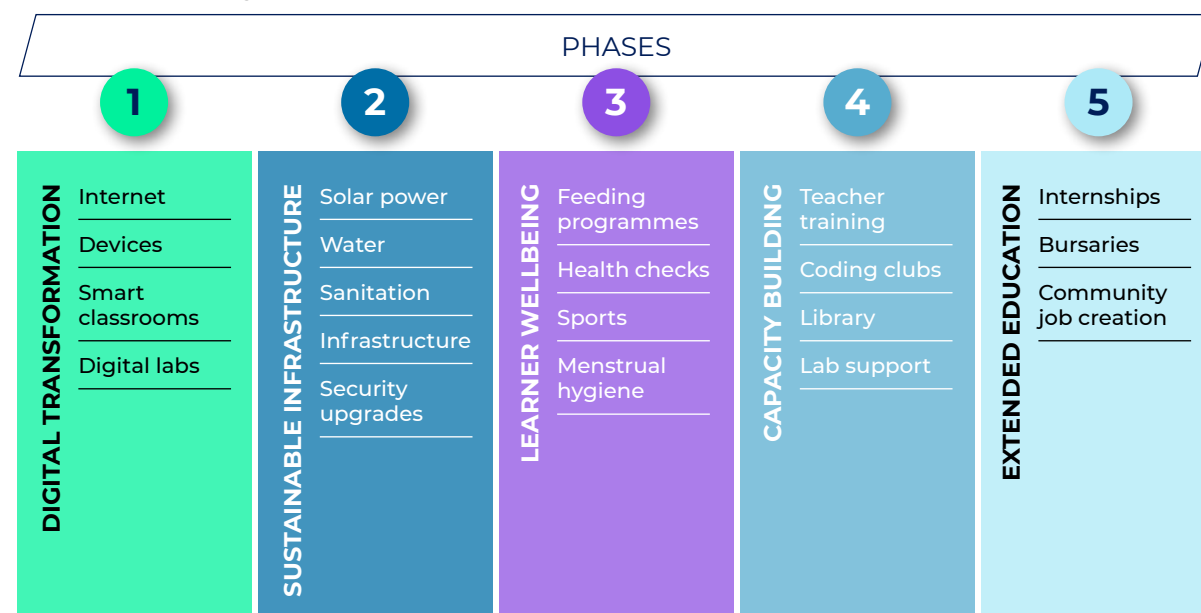 PHASES
1
DIGITAL TRANSFORMATION
Internet
Devices
Smart
classrooms
Digital labs
2
SUSTAINABLE INFRASTRUCTURE
Solar power
Water
Sanitation
Infrastructure
Security
upgrades
3
LEARNER WELLBEING
Feeding
programmes
Health checks
Sports
Menstrual
hygiene
4
CAPACITY BUILDING
Teacher
training
Coding clubs
Library
Lab support
5
EXTENDED EDUCATION
Internships
Bursaries
Community
job creation